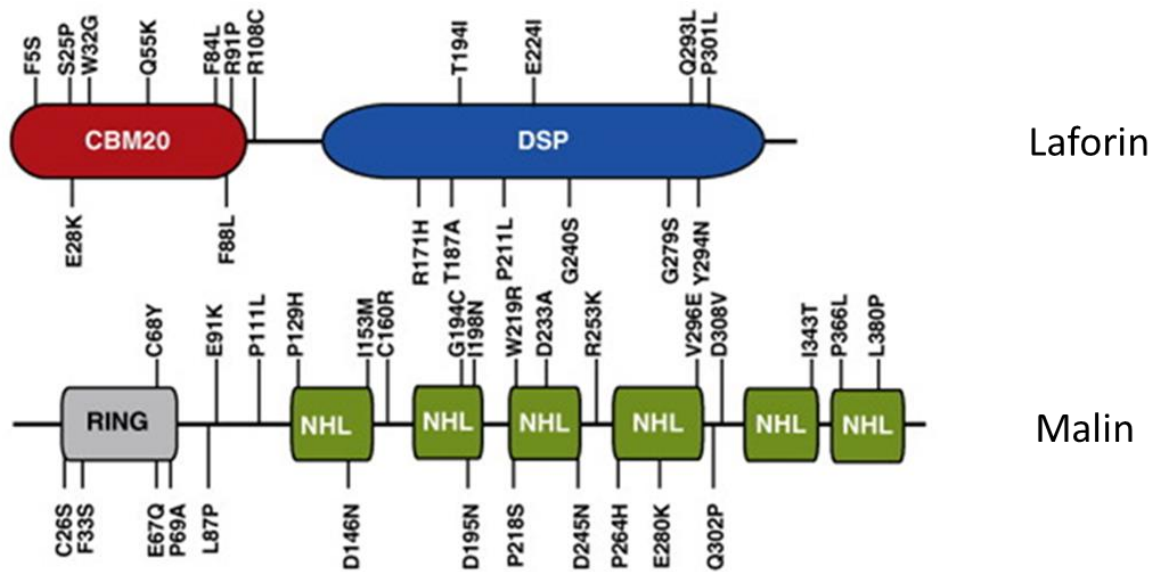 F5S S25P W32G Q55K F84L R91P R108C T194I E224I Q293L P301L
CBM20 DSP Laforin
E28K F88L R171H T187A P211L G240S G279S Y294N
C68Y E91K P111L P129H I153M C160R G194C I198N W219R D233A R253K V296E D308V I343T P366L L380P
RING NHL NHL NHL NHL NHL NHL Malin
C26S F33S E67Q P69A L87P D146N D195N P218S D245N P264H E280K Q302P